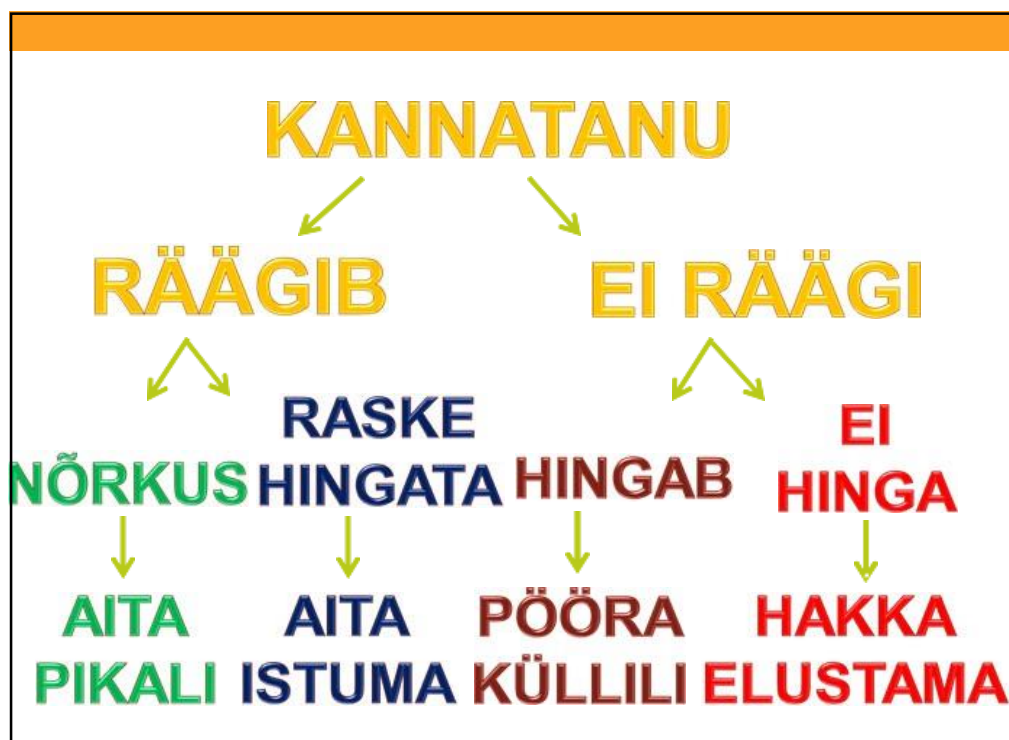 KANNATANU
RÄÄGIB
EI RÄÄGI
NÕRKUS
RASKE
HINGATA
HINGAB
EI
HINGA
AITA
PIKALI
AITA
ISTUMA
PÖÖRA
KÜLLILI
HAKKA
ELUSTAMA